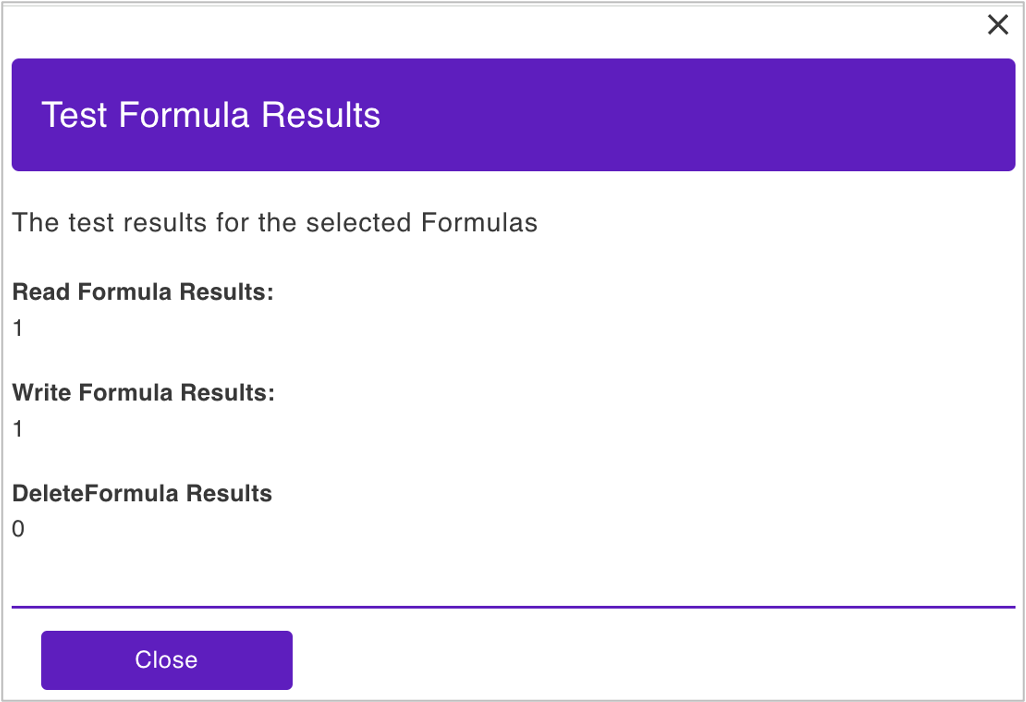 Test Formula Results
The test results for the selected Formulas
Read Formula Results:
1
Write Formula Results:
1
DeleteFormula Results
0
Close